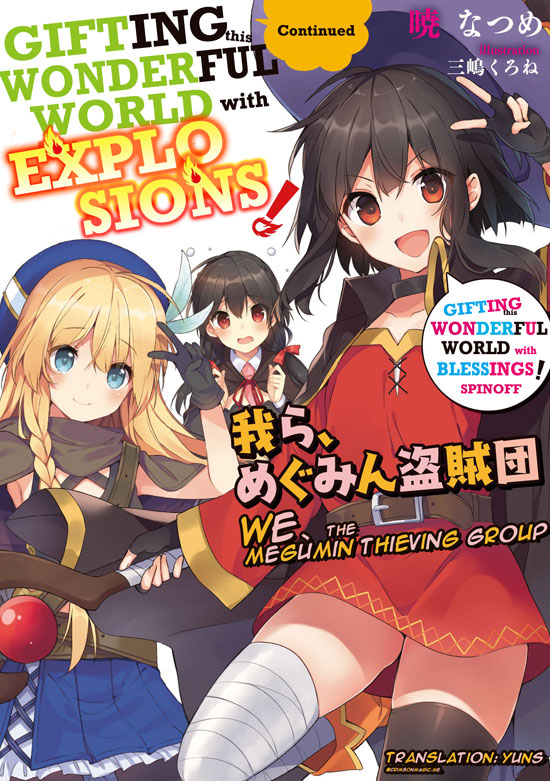 GIFTING this
WONDERFUL
WORLD with
EXPLO
SIONS!
Continued
暁 なつめ
Illustration
三嶋くろね
GIFTING
this
WONDERFUL
WORLD with
BLESSINGS!
SPINOFF
我ら、
めぐみん盗賊団
WE、THE
MEGUMIN THIEVING GROUP
TRANSLATION: YUNS
@CRIMSONMAGIC.ME